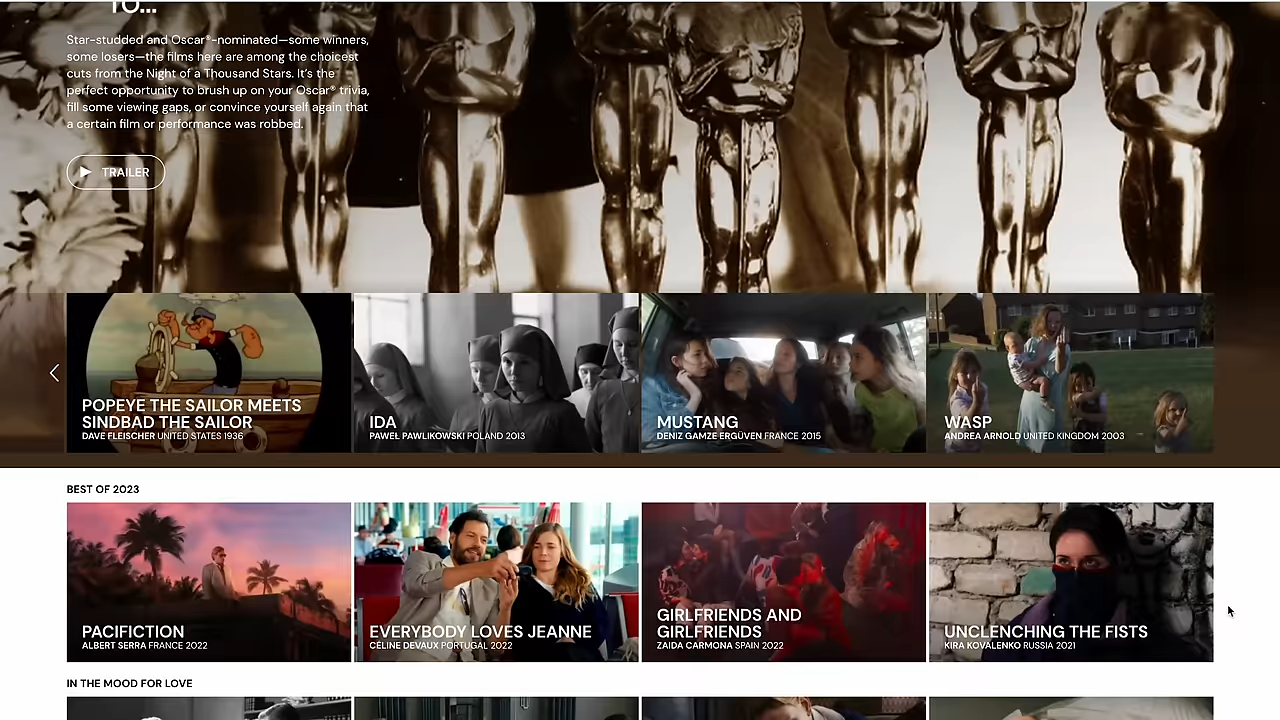 TO...
Star-studded and Oscar®-nominated—some winners,
some losers—the films here are among the choicest
cuts from the Night of a Thousand Stars. It's the
perfect opportunity to brush up on your Oscar® trivia,
fill some viewing gaps, or convince yourself again that
a certain film or performance was robbed.
TRAILER
POPEYE THE SAILOR MEETS
SINDBAD THE SAILOR
DAVE FLEISCHER UNITED STATES 1936
IDA
PAWEŁ PAWLIKOWSKI POLAND 2013
MUSTANG
DENIZ GAMZE ERGÜVEN FRANCE 2015
WASP
ANDREA ARNOLD UNITED KINGDOM 2003
BEST OF 2023
PACIFICTION
ALBERT SERRA FRANCE 2022
EVERYBODY LOVES JEANNE
CÉLINE DEVAUX PORTUGAL 2022
GIRLFRIENDS AND
GIRLFRIENDS
ZAIDA CARMONA SPAIN 2022
UNCLENCHING THE FISTS
KIRA KOVALENKO RUSSIA 2021
IN THE MOOD FOR LOVE